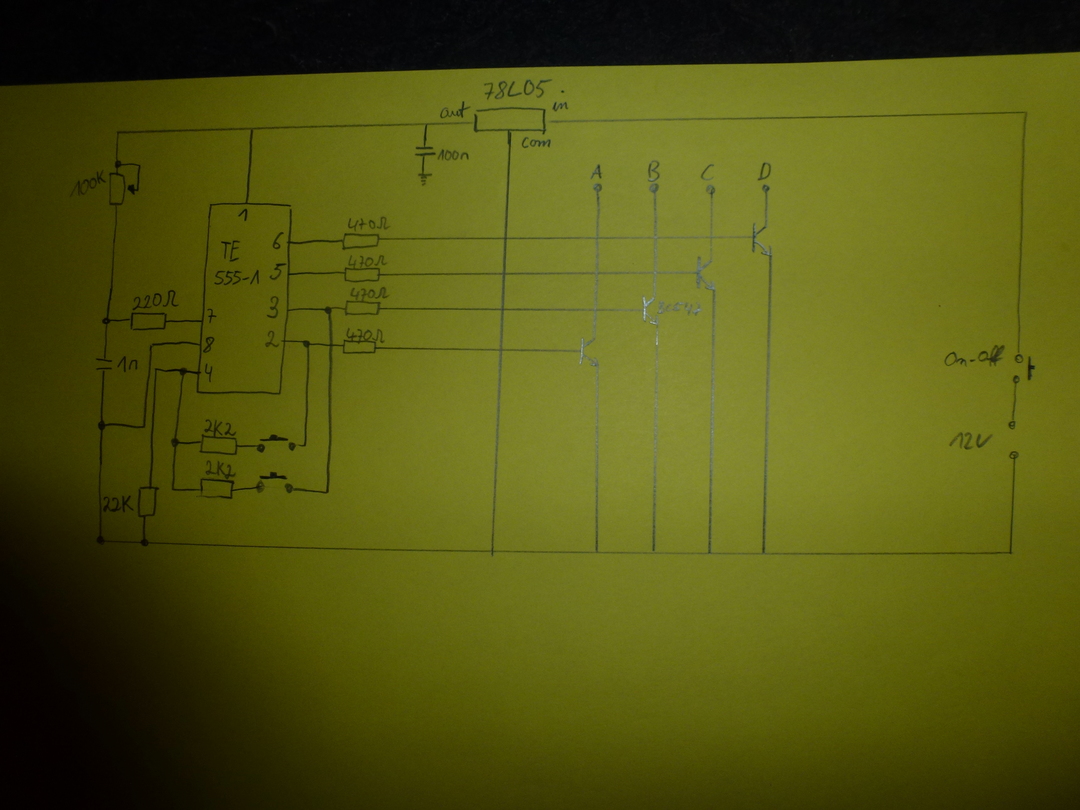 78L05.
out in
com
100n
100K
A B C D
1
TE
555-1
6
5
3
2
7
8
4
470Ω
470Ω
470Ω
470Ω
220Ω
1n
2K2
2K2
22K
On-Off
12V